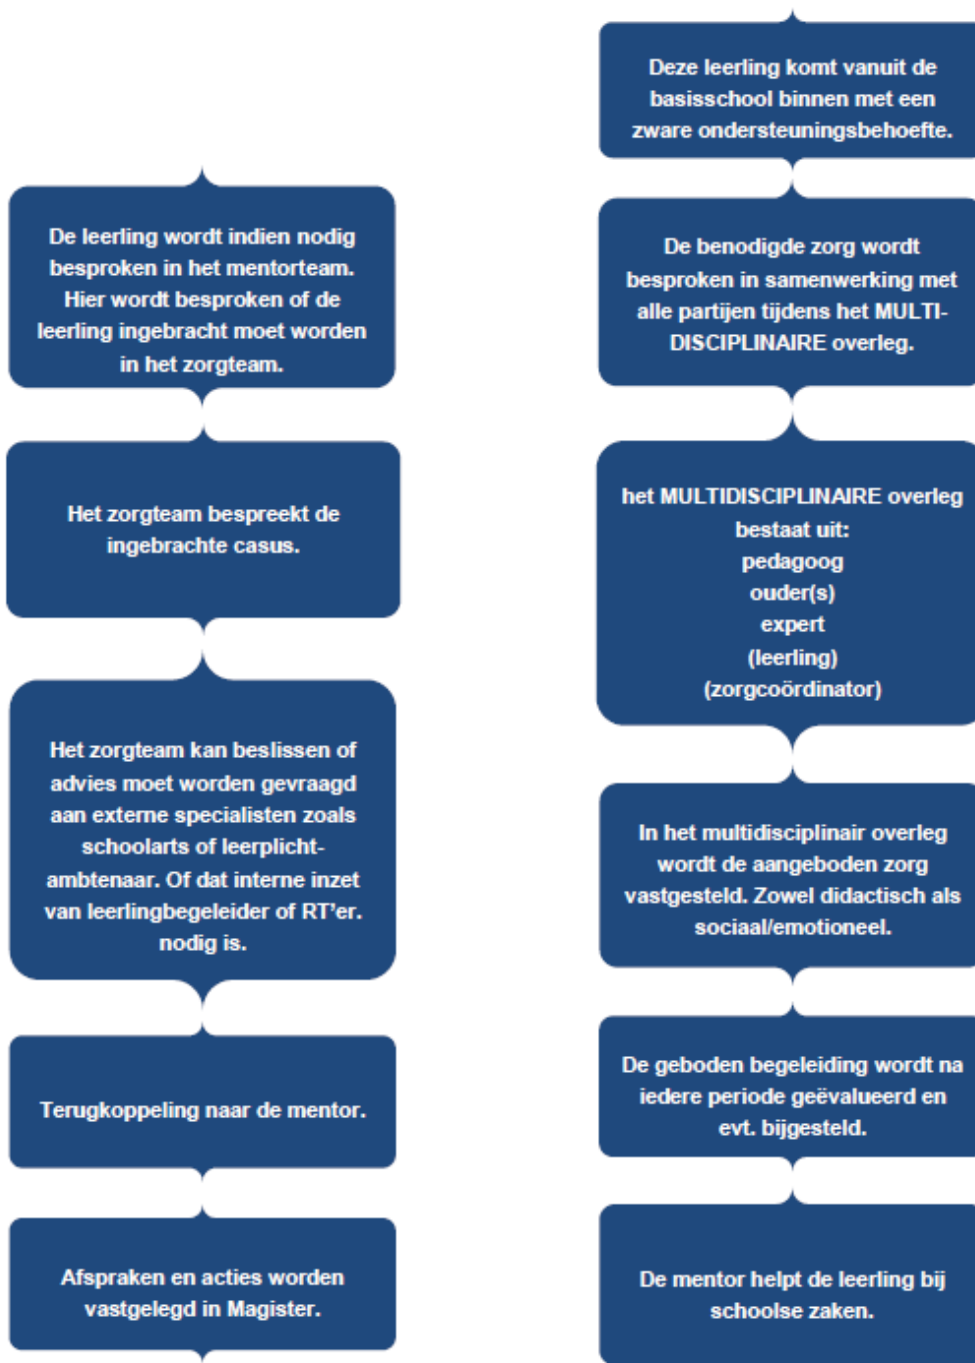 De leerling wordt indien nodig
besproken in het mentorteam.
Hier wordt besproken of de
leerling ingebracht moet worden
in het zorgteam.
Het zorgteam bespreekt de
ingebrachte casus.
Het zorgteam kan beslissen of
advies moet worden gevraagd
aan externe specialisten zoals
schoolarts of leerplicht-
ambtenaar. Of dat interne inzet
van leerlingbegeleider of RT'er.
nodig is.
Terugkoppeling naar de mentor.
Afspraken en acties worden
vastgelegd in Magister.
Deze leerling komt vanuit de
basisschool binnen met een
zware ondersteuningsbehoefte.
De benodigde zorg wordt
besproken in samenwerking met
alle partijen tijdens het MULTI-
DISCIPLINAIRE overleg.
het MULTIDISCIPLINAIRE overleg
bestaat uit:
pedagoog
ouder(s)
expert
(leerling)
(zorgcoördinator)
In het multidisciplinair overleg
wordt de aangeboden zorg
vastgesteld. Zowel didactisch als
sociaal/emotioneel.
De geboden begeleiding wordt na
iedere periode geëvalueerd en
evt. bijgesteld.
De mentor helpt de leerling bij
schoolse zaken.